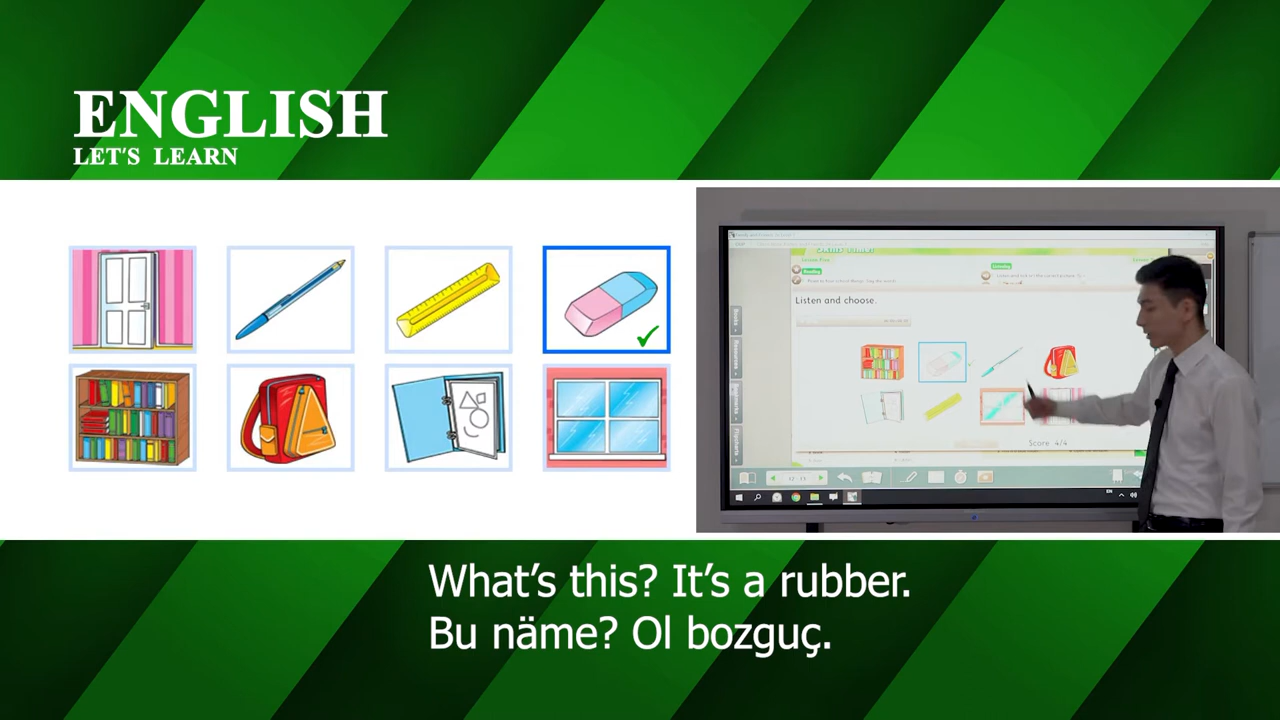 ENGLISH
LET'S LEARN
Listen and choose.
Score 4/4
What's this? It's a rubber.
Bu näme? Ol bozguç.